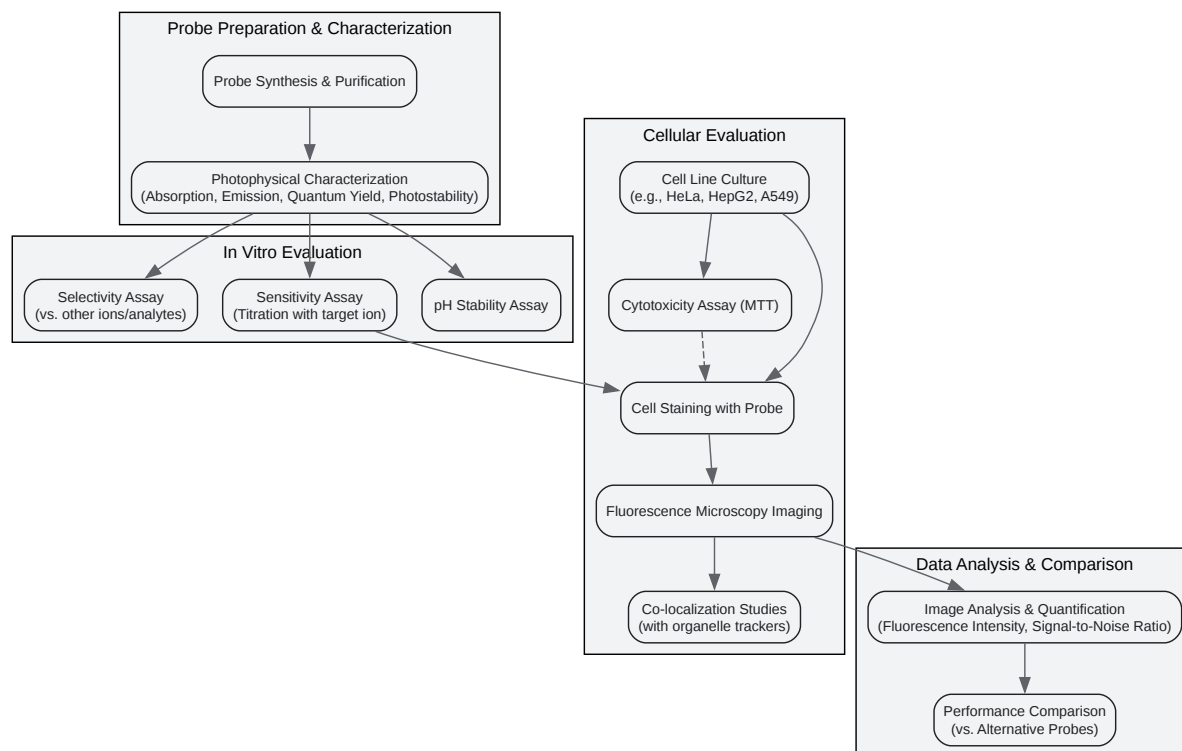 Probe Preparation & Characterization
Probe Synthesis & Purification
Photophysical Characterization
(Absorption, Emission, Quantum Yield, Photostability)
In Vitro Evaluation
Selectivity Assay
(vs. other ions/analytes)
Sensitivity Assay
(Titration with target ion)
pH Stability Assay
Cellular Evaluation
Cell Line Culture
(e.g., HeLa, HepG2, A549)
Cytotoxicity Assay (MTT)
Cell Staining with Probe
Fluorescence Microscopy Imaging
Co-localization Studies
(with organelle trackers)
Data Analysis & Comparison
Image Analysis & Quantification
(Fluorescence Intensity, Signal-to-Noise Ratio)
Performance Comparison
(vs. Alternative Probes)